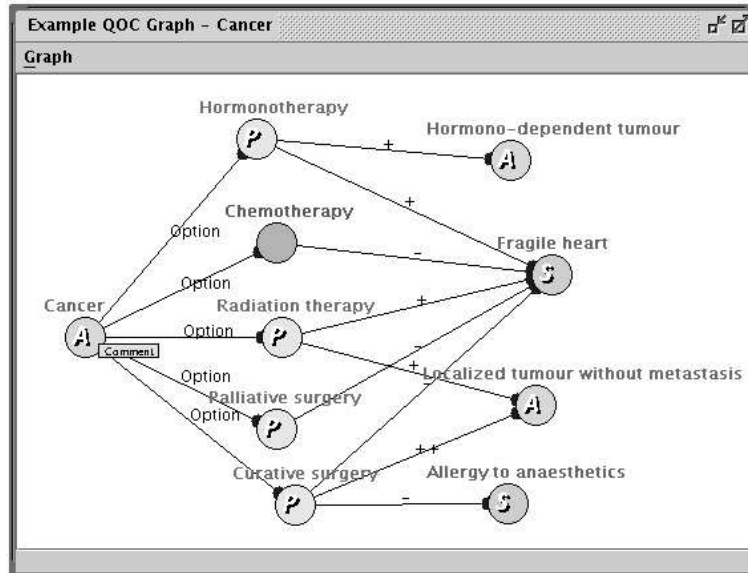 Example QOC Graph - Cancer
Graph
Hormonotherapy
P
+
Hormono-dependent tumour
A
+
Chemotherapy
Option
-
Fragile heart
S
Option
Cancer
A
Comment
Option
Radiation therapy
P
+
-
+
-
Localized tumour without metastasis
A
Option
Palliative surgery
P
Option
++
Curative surgery
P
-
Allergy to anaesthetics
S